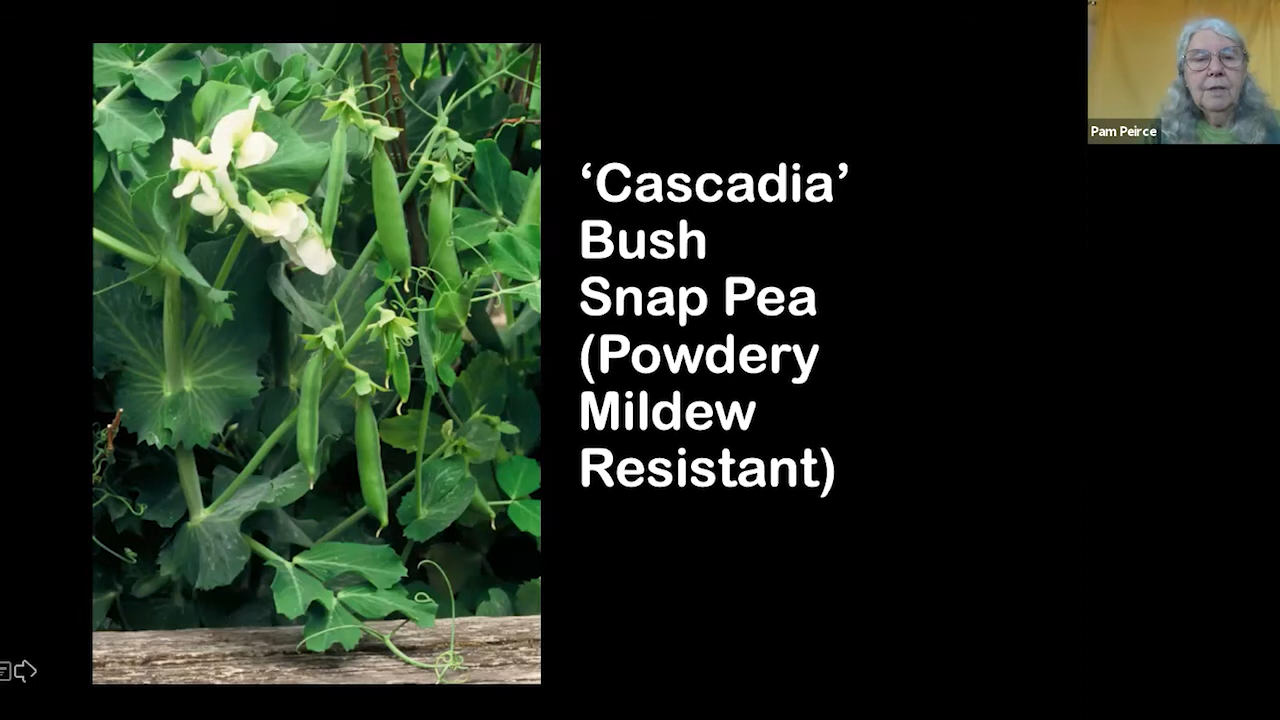 ‘Cascadia’
Bush
Snap Pea
(Powdery
Mildew
Resistant)
Pam Peirce